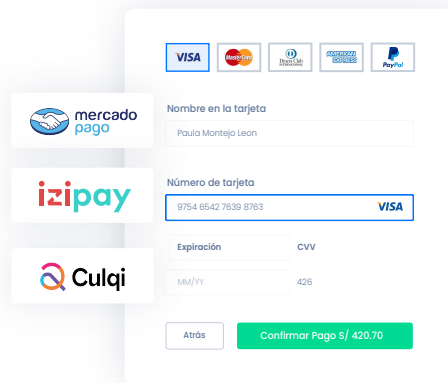 VISA
MasterCard
Diners Club
INTERNATIONAL
AMERICAN
EXPRESS
PayPal
mercado
pago
izipay
Culqi
Nombre en la tarjeta
Paula Montejo Leon
Número de tarjeta
9754 6542 7639 8763 VISA
Expiración CVV
MM/YY 426
Atrás Confirmar Pago S/ 420.70